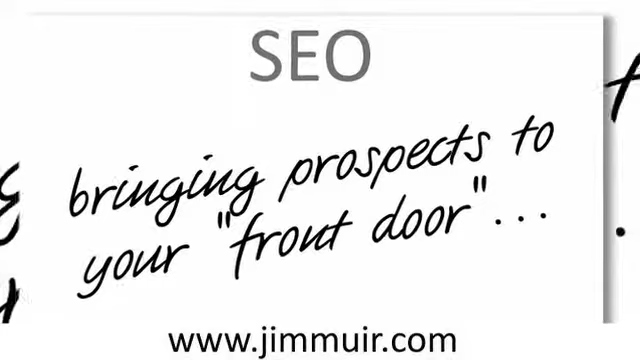 SEO
bringing prospects to
your "front door"...
www.jimmuir.com